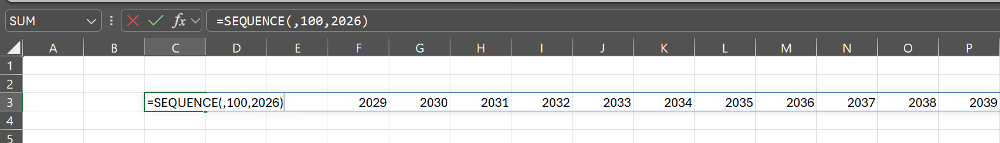 SUM fx =SEQUENCE(,100,2026)
A B C D E F G H I J K L M N O P
1
2
3 =SEQUENCE(,100,2026) 2029 2030 2031 2032 2033 2034 2035 2036 2037 2038 2039
4
5